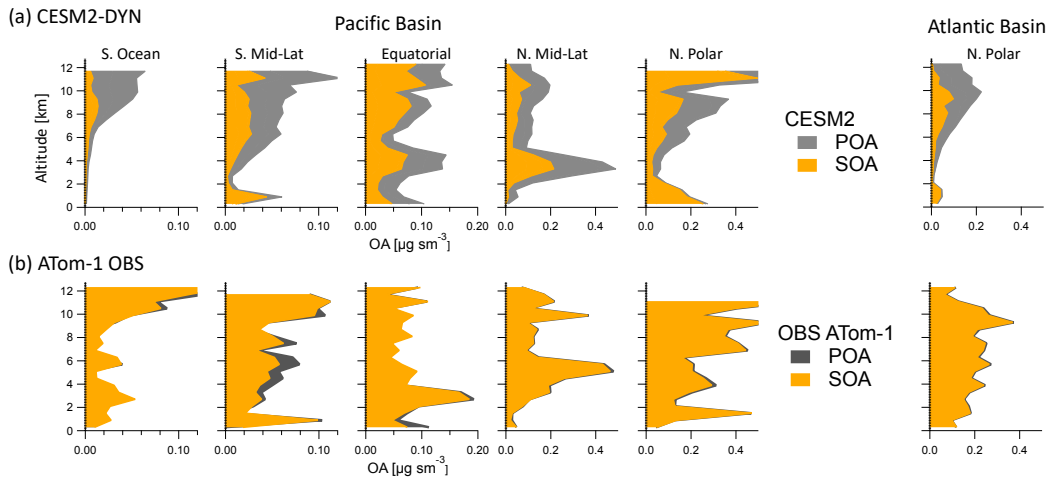 (a) CESM2-DYN
Pacific Basin
Atlantic Basin
S. Ocean
S. Mid-Lat
Equatorial
N. Mid-Lat
N. Polar
N. Polar
Altitude [km]
12
10
8
6
4
2
0
CESM2
POA
SOA
0.00 0.10
0.00 0.10
0.00 0.10 0.20
0.0 0.2 0.4
0.0 0.2 0.4
0.0 0.2 0.4
OA [µg sm⁻³]
(b) ATom-1 OBS
12
10
8
6
4
2
0
OBS ATom-1
POA
SOA
0.00 0.10
0.00 0.10
0.00 0.10 0.20
0.0 0.2 0.4
0.0 0.2 0.4
0.0 0.2 0.4
OA [µg sm⁻³]